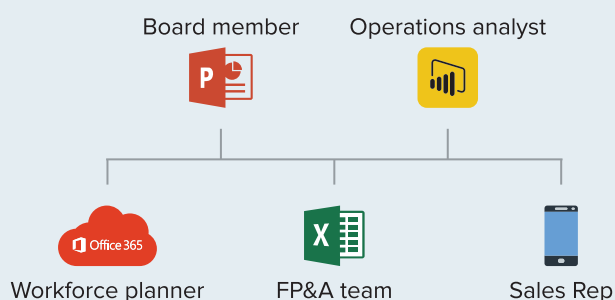 Board member
Operations analyst
P
Office 365
X
Workforce planner
FP&A team
Sales Rep